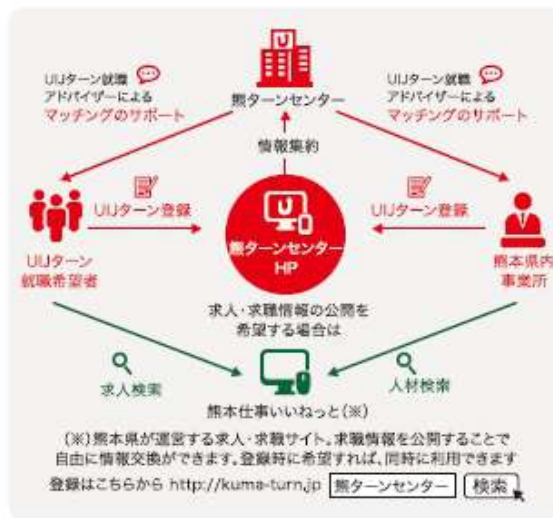 UIJターン就職
アドバイザーによる
マッチングのサポート
U
熊ターンセンター
UIJターン就職
アドバイザーによる
マッチングのサポート
情報集約
UIJターン登録
U
熊ターンセンター
HP
UIJターン登録
UIJターン
就職希望者
熊本県内
事業所
求人・求職情報の公開を
希望する場合は
求人検索
人材検索
熊本仕事いいねっと(※)
(※)熊本県が運営する求人・求職サイト。求職情報を公開することで
自由に情報交換ができます。登録時に希望すれば、同時に利用できます
登録はこちらから http://kuma-turn.jp 熊ターンセンター 検索